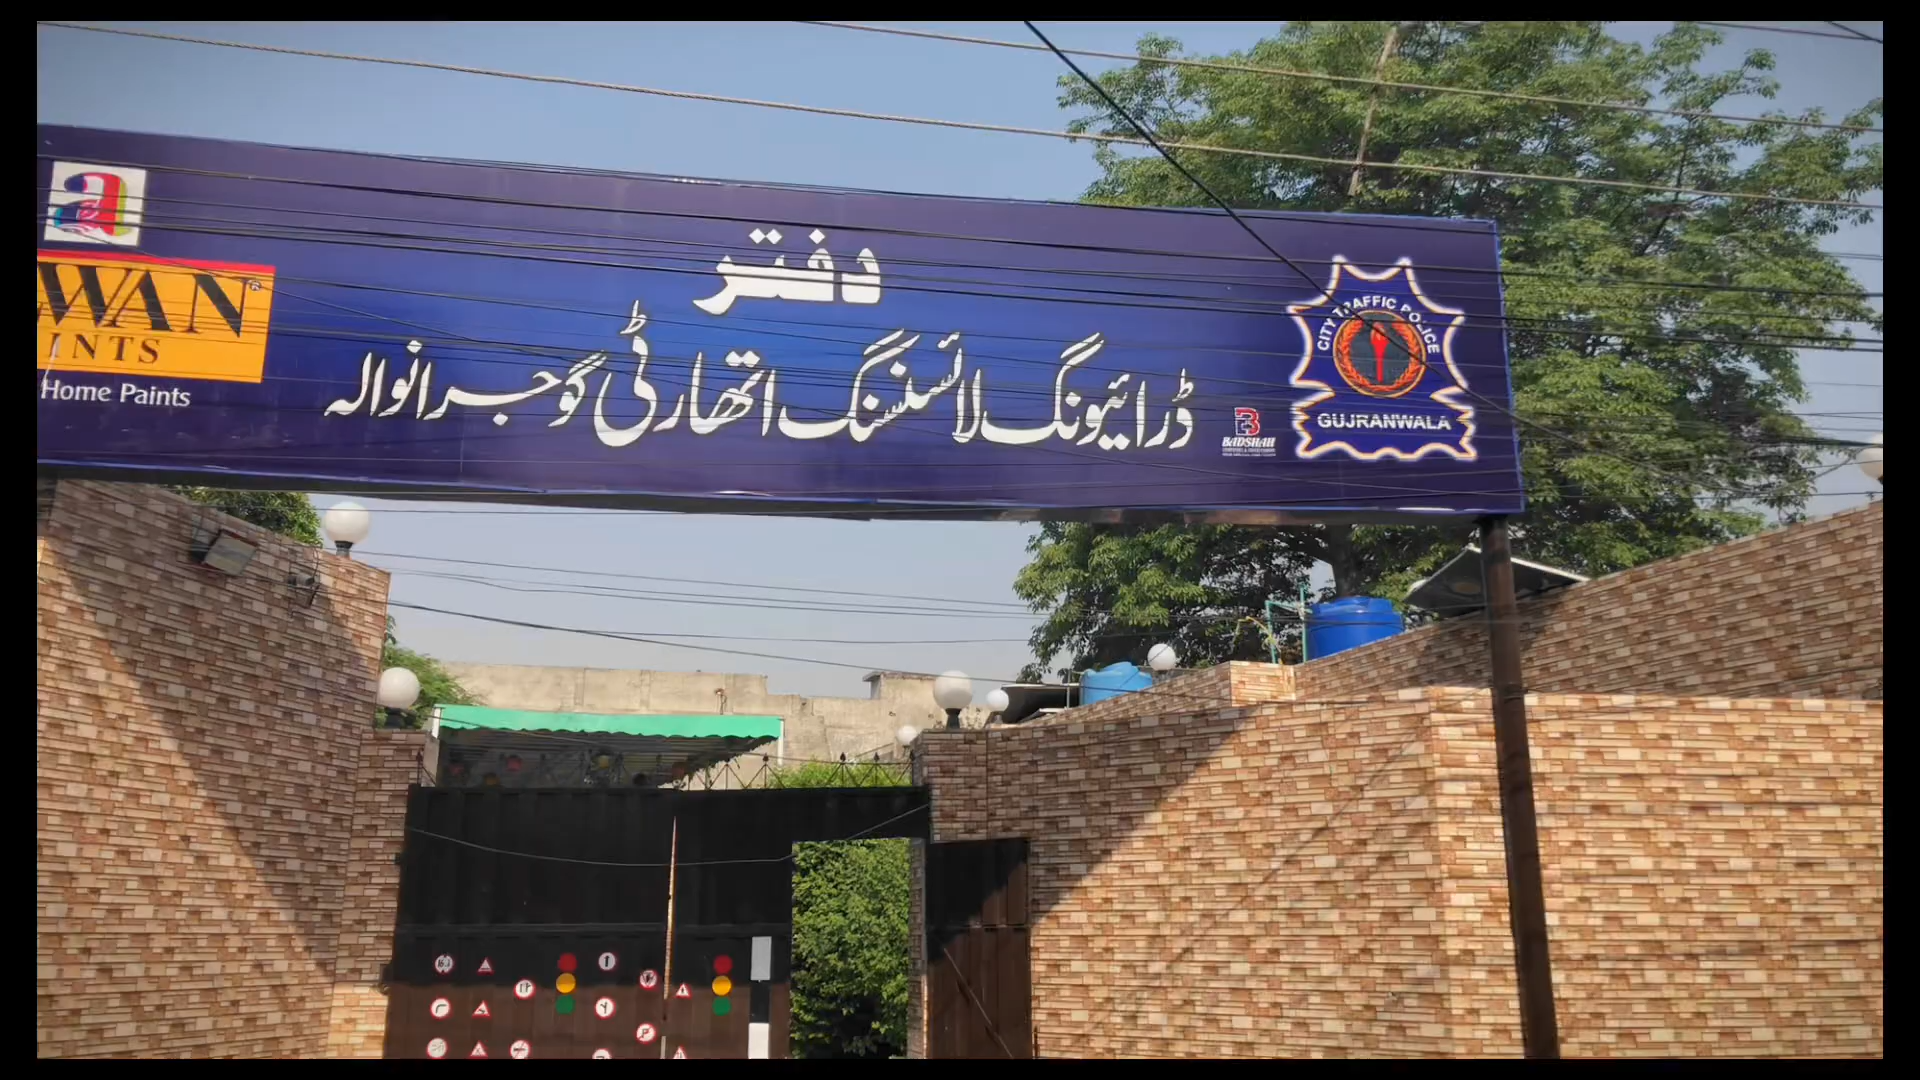 دفتر
ڈرائیونگ لائسنسنگ اتھارٹی گوجرانوالہ
CITY TRAFFIC POLICE
GUJRANWALA
BADSHAH
a
WAN®
INTS
Home Paints